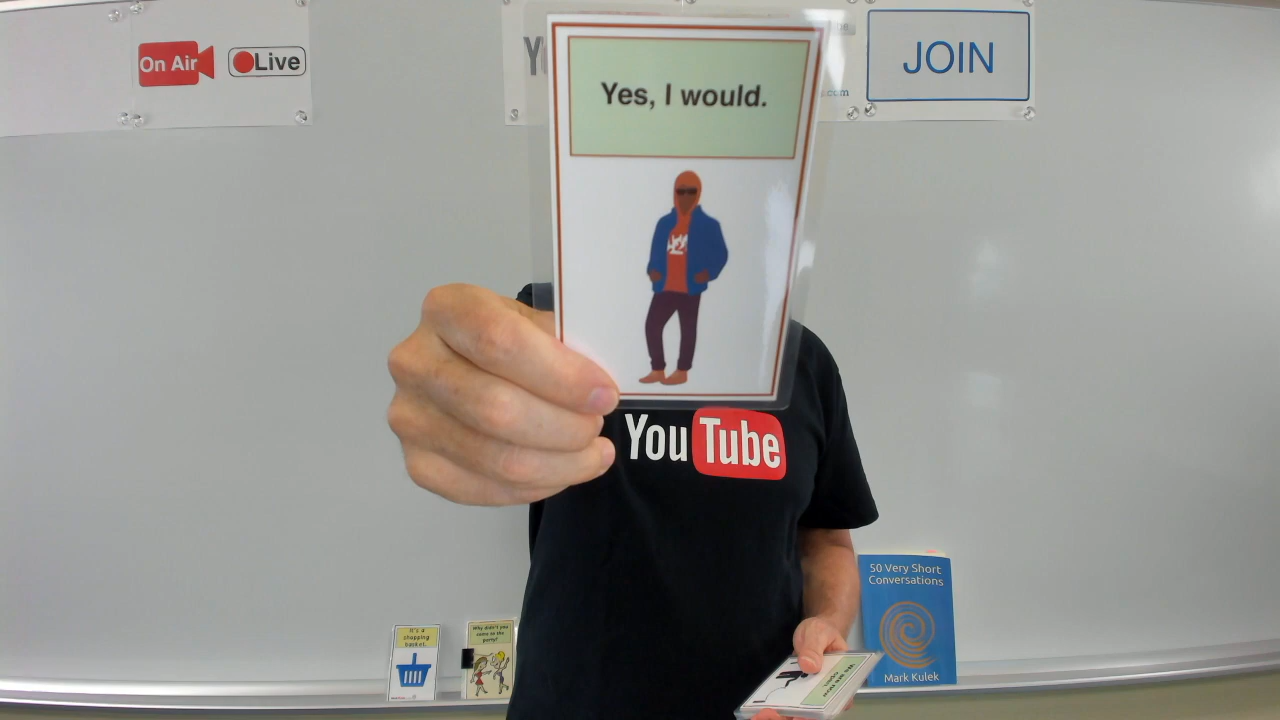 On Air
Live
JOIN
.com
Yes, I would.
YouTube
50 Very Short
Conversations
Mark Kulek
It's a
shopping
basket.
Why didn't you
come to the
party?